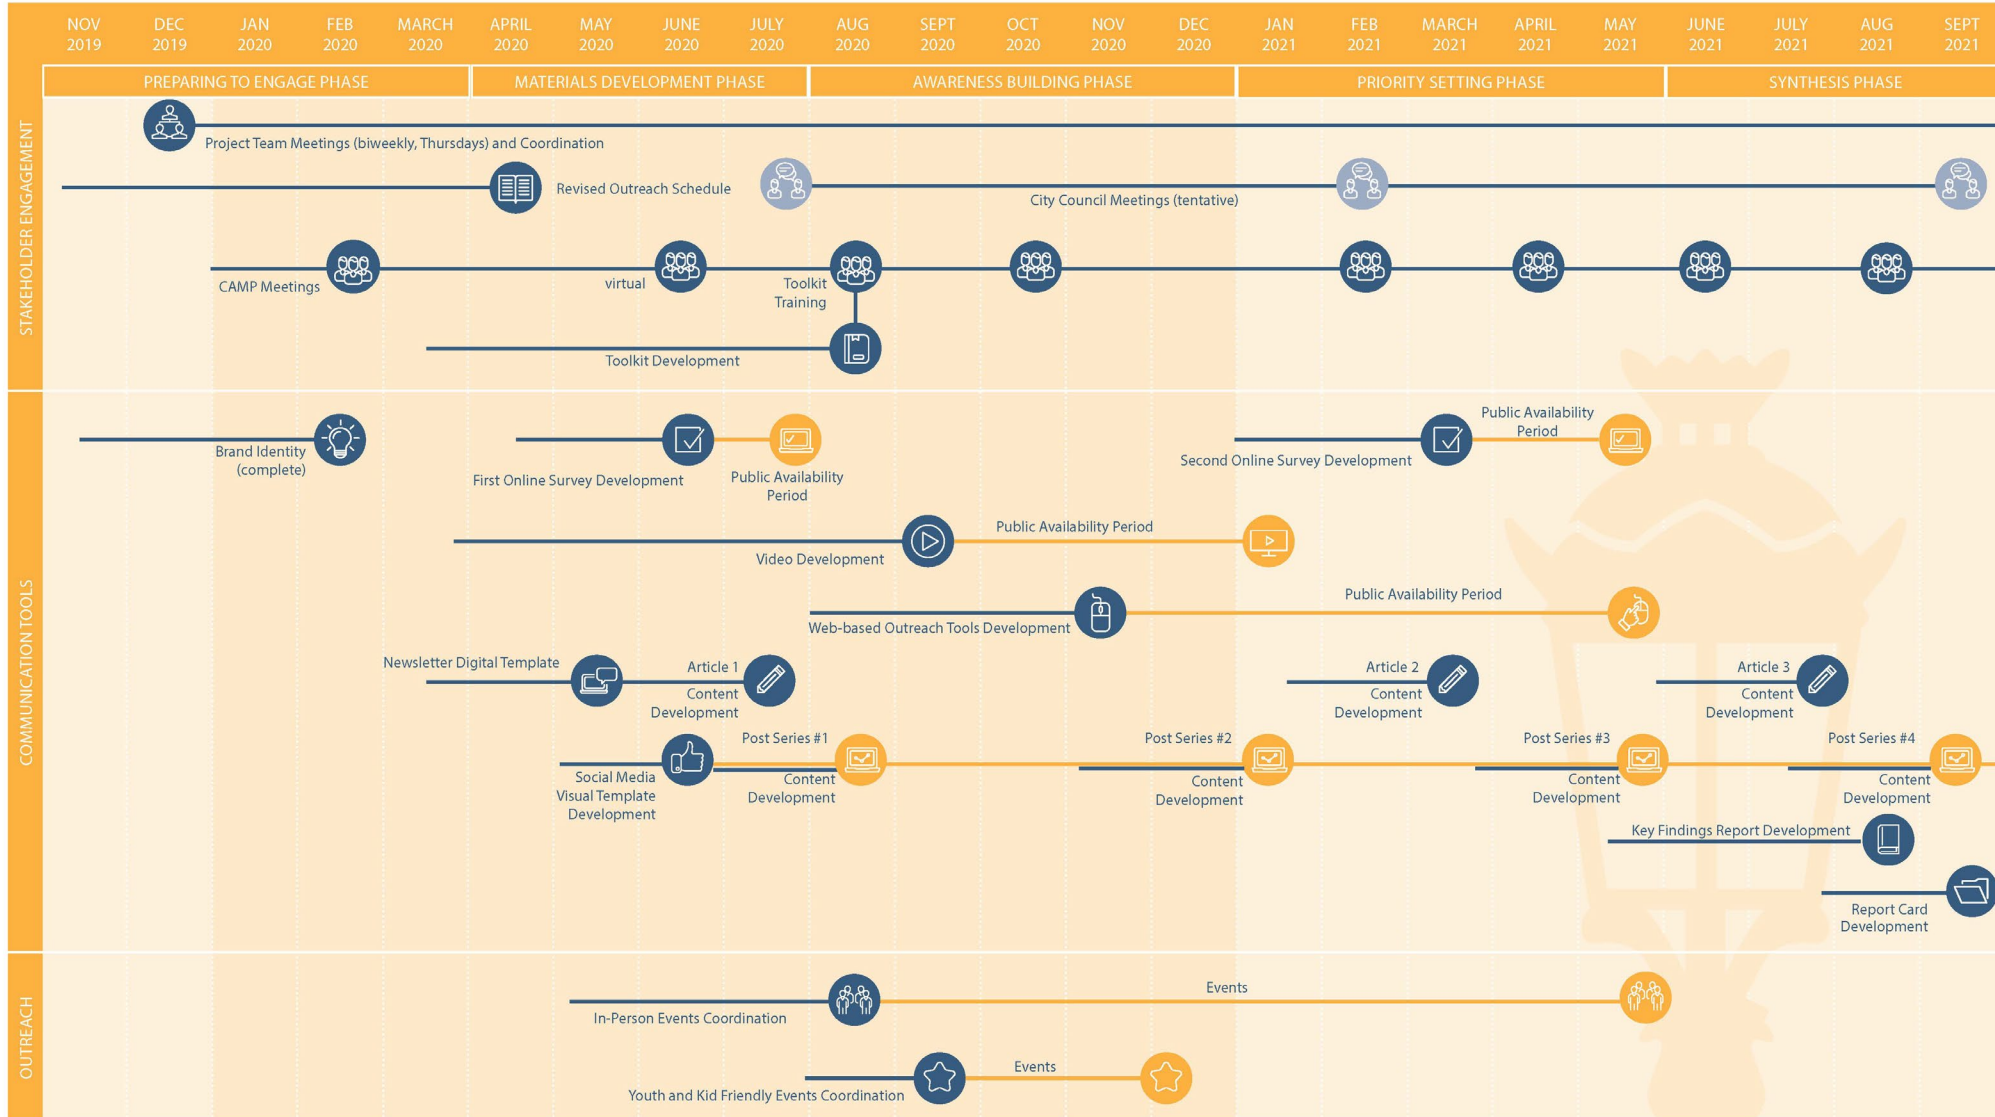 NOV DEC JAN FEB MARCH APRIL MAY JUNE JULY AUG SEPT OCT NOV DEC JAN FEB MARCH APRIL MAY JUNE JULY AUG SEPT
2019 2019 2020 2020 2020 2020 2020 2020 2020 2020 2020 2020 2020 2020 2021 2021 2021 2021 2021 2021 2021 2021 2021
PREPARING TO ENGAGE PHASE MATERIALS DEVELOPMENT PHASE AWARENESS BUILDING PHASE PRIORITY SETTING PHASE SYNTHESIS PHASE
STAKEHOLDER ENGAGEMENT
Project Team Meetings (biweekly, Thursdays) and Coordination
Revised Outreach Schedule
City Council Meetings (tentative)
CAMP Meetings
virtual
Toolkit
Training
Toolkit Development
COMMUNICATION TOOLS
Brand Identity
(complete)
First Online Survey Development
Public Availability
Period
Second Online Survey Development
Public Availability
Period
Video Development
Public Availability Period
Web-based Outreach Tools Development
Public Availability Period
Newsletter Digital Template
Article 1
Content
Development
Article 2
Content
Development
Article 3
Content
Development
Social Media
Visual Template
Development
Post Series #1
Content
Development
Post Series #2
Content
Development
Post Series #3
Content
Development
Post Series #4
Content
Development
Key Findings Report Development
Report Card
Development
OUTREACH
In-Person Events Coordination
Events
Youth and Kid Friendly Events Coordination
Events